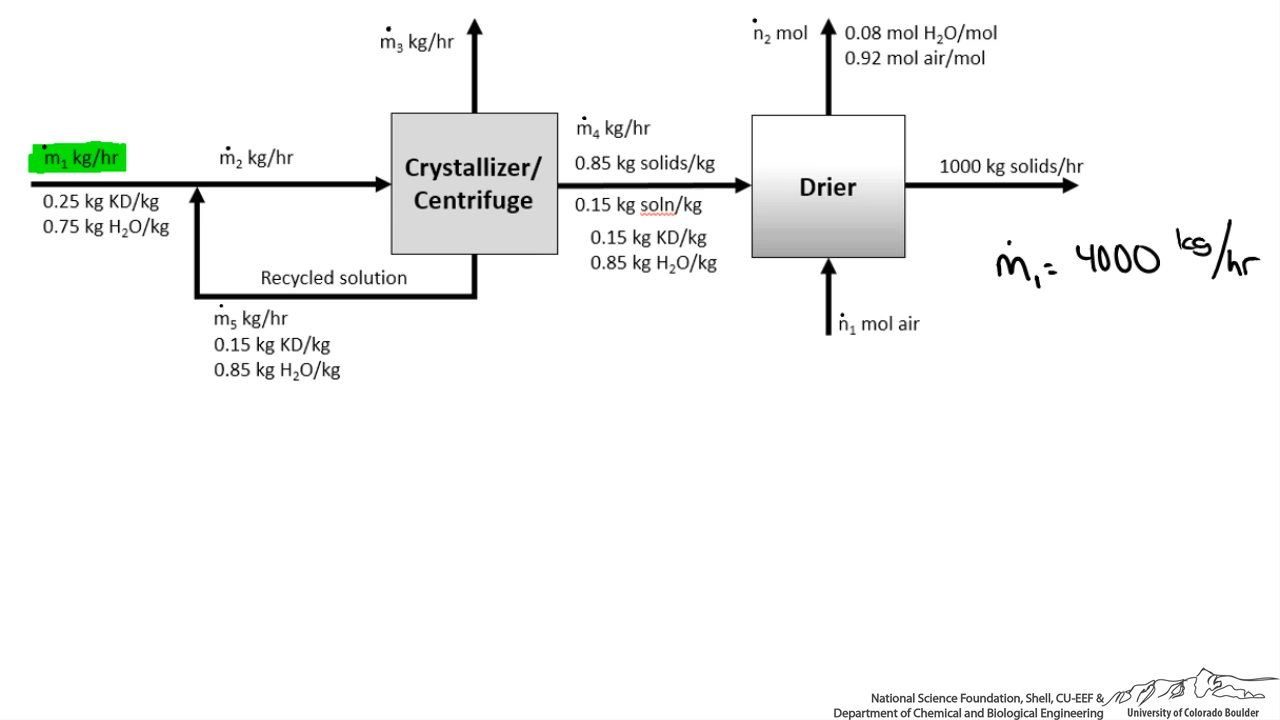 ṁ₃ kg/hr
ṅ₂ mol
0.08 mol H₂O/mol
0.92 mol air/mol
ṁ₁ kg/hr
ṁ₂ kg/hr
0.25 kg KD/kg
0.75 kg H₂O/kg
Crystallizer/
Centrifuge
ṁ₄ kg/hr
0.85 kg solids/kg
0.15 kg soln/kg
0.15 kg KD/kg
0.85 kg H₂O/kg
Drier
1000 kg solids/hr
ṁ₁ = 4000 kg/hr
Recycled solution
ṁ₅ kg/hr
0.15 kg KD/kg
0.85 kg H₂O/kg
ṅ₁ mol air
National Science Foundation, Shell, CU-EEF &
Department of Chemical and Biological Engineering
University of Colorado Boulder